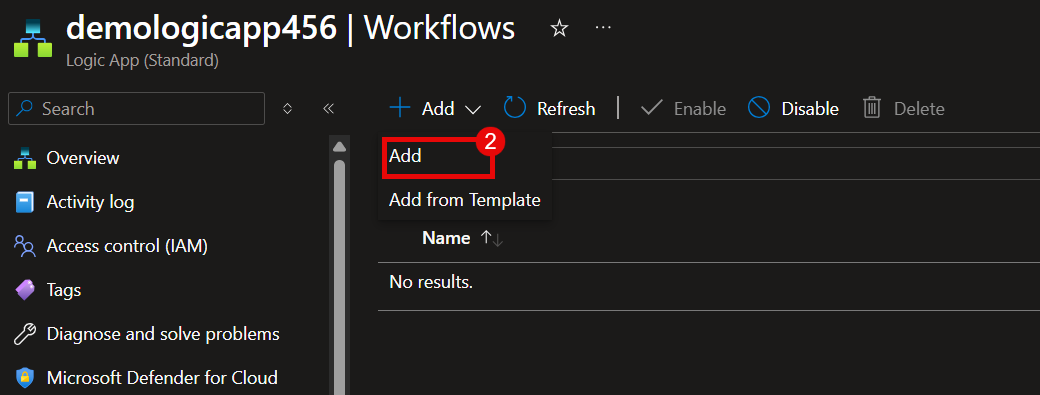 demologicapp456 | Workflows
Logic App (Standard)
Search
Add
Refresh
Enable
Disable
Delete
2
Add
Add from Template
Overview
Activity log
Access control (IAM)
Tags
Diagnose and solve problems
Microsoft Defender for Cloud
Name
No results.